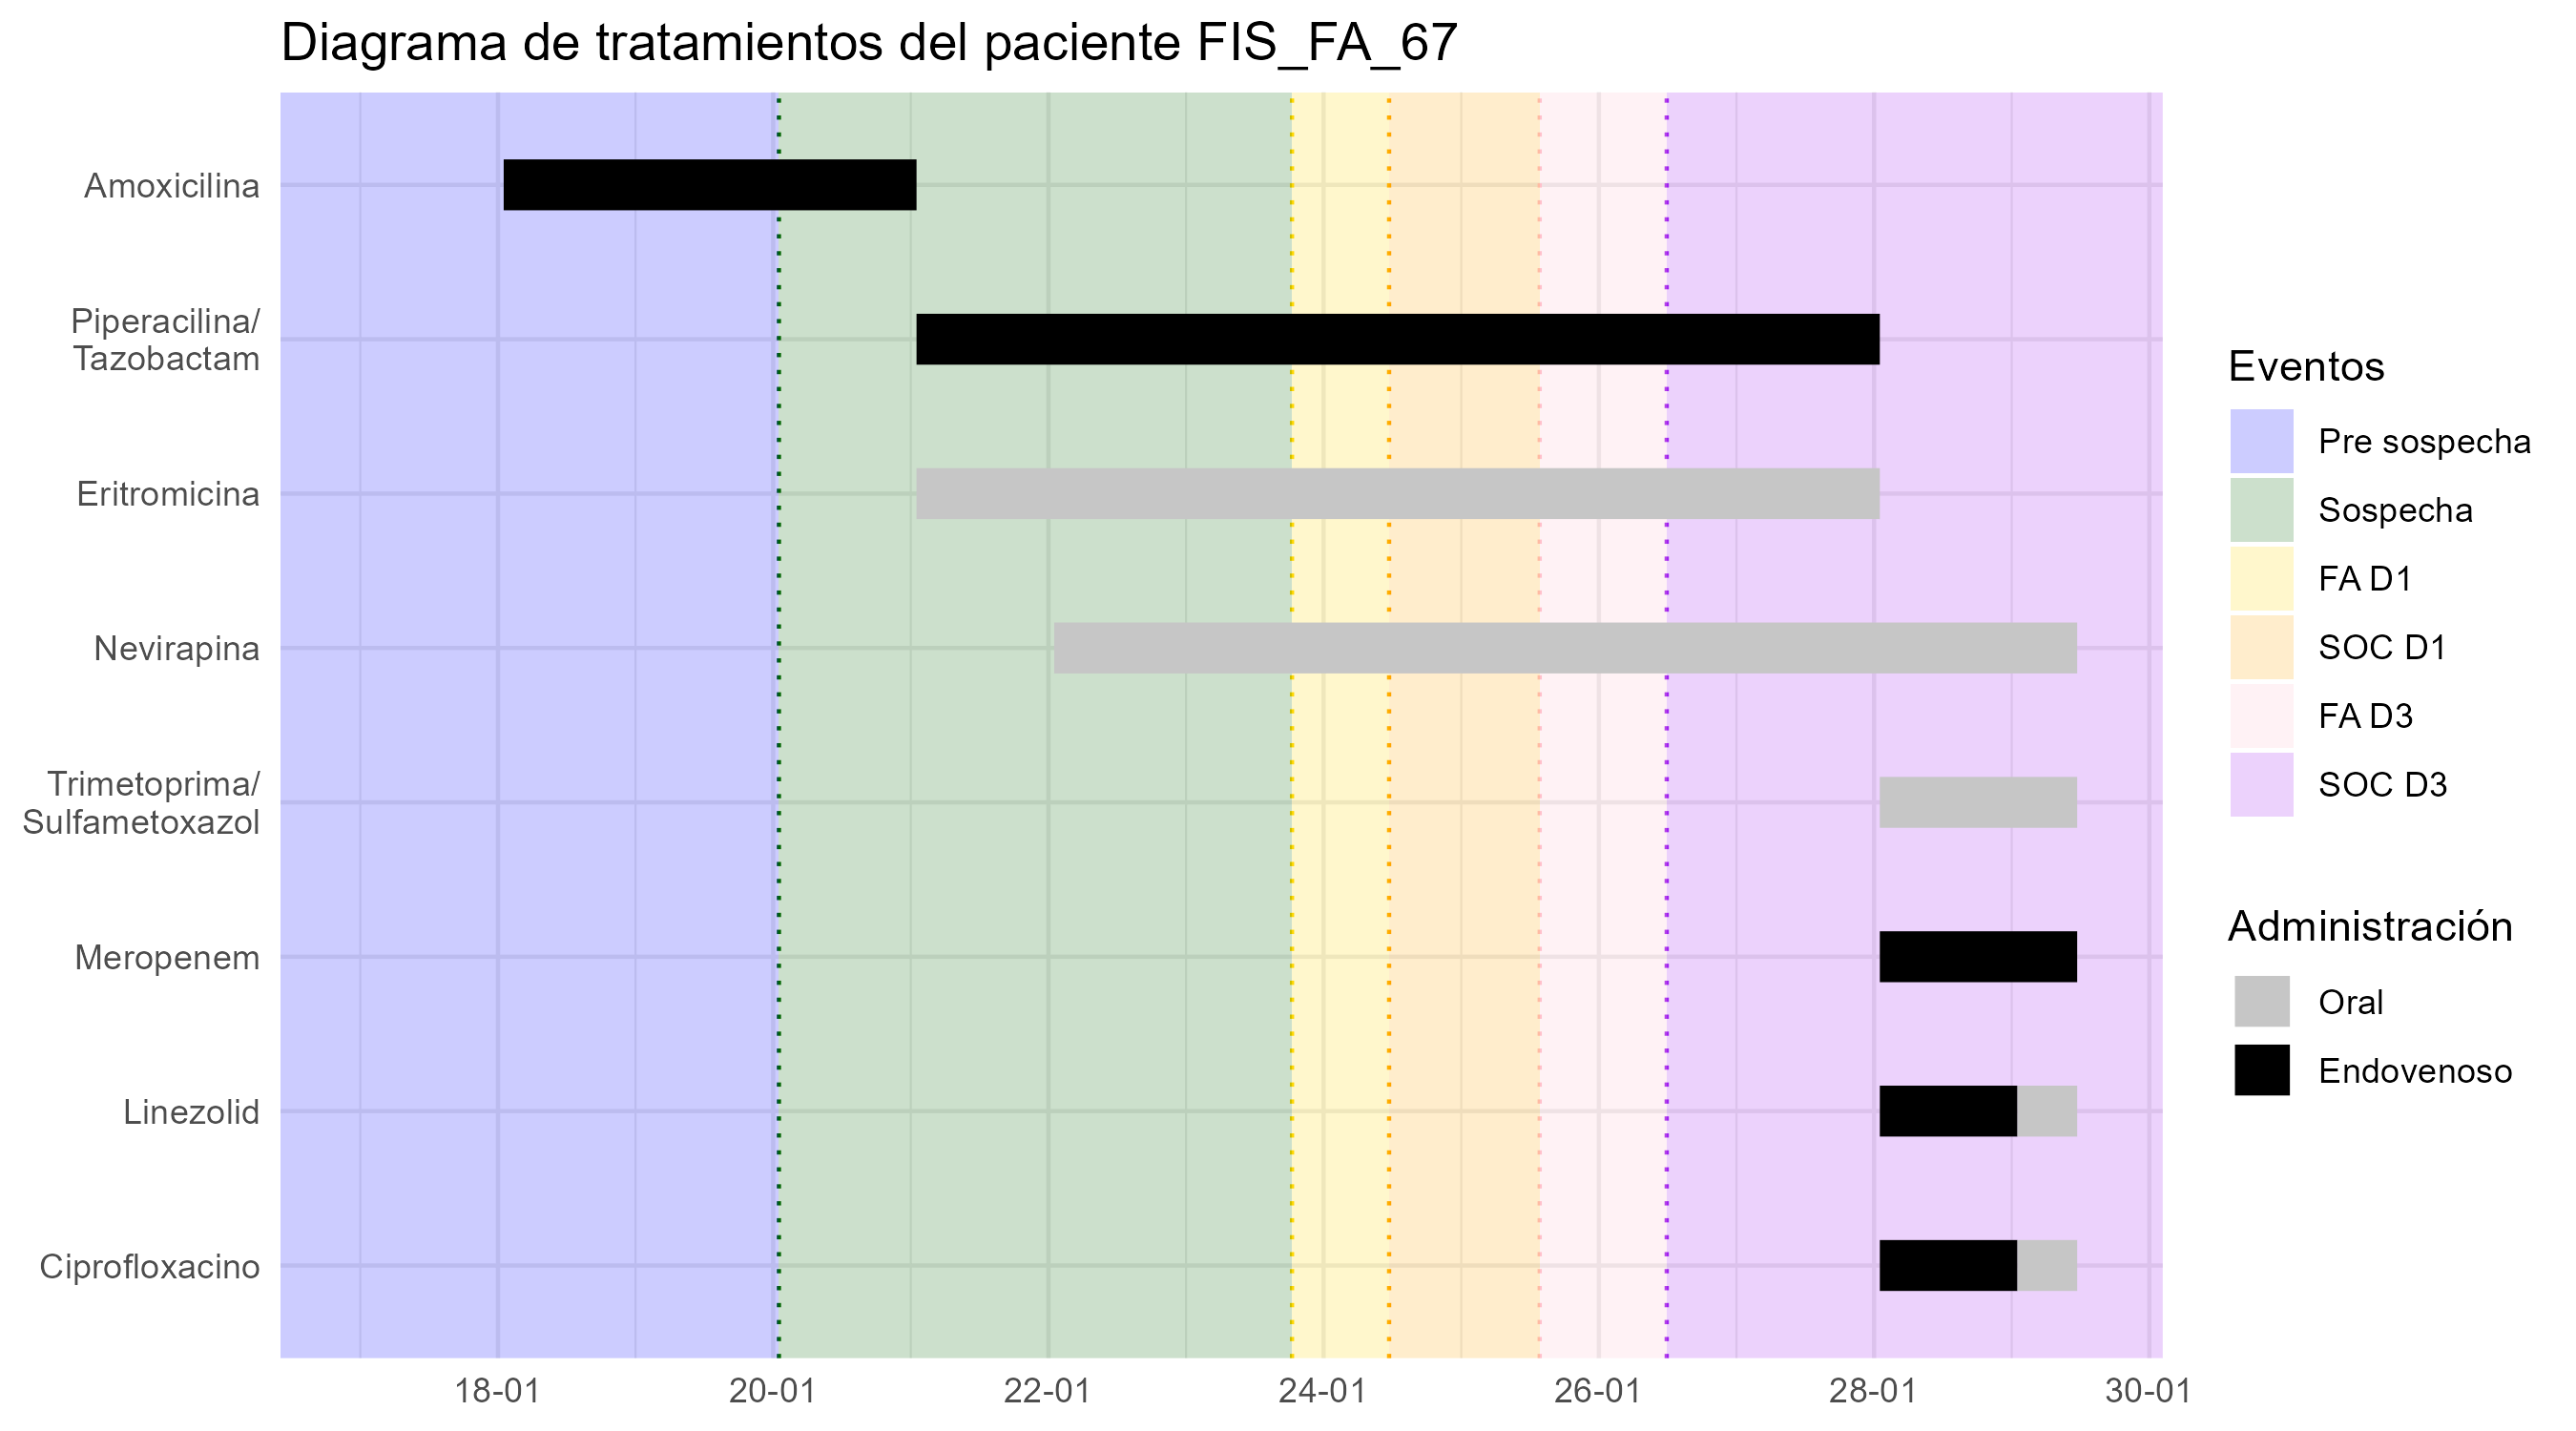 Diagrama de tratamientos del paciente FIS_FA_67
Amoxicilina
Piperacilina/
Tazobactam
Eritromicina
Nevirapina
Trimetoprima/
Sulfametoxazol
Meropenem
Linezolid
Ciprofloxacino
18-01
20-01
22-01
24-01
26-01
28-01
30-01
Eventos
Pre sospecha
Sospecha
FA D1
SOC D1
FA D3
SOC D3
Administración
Oral
Endovenoso